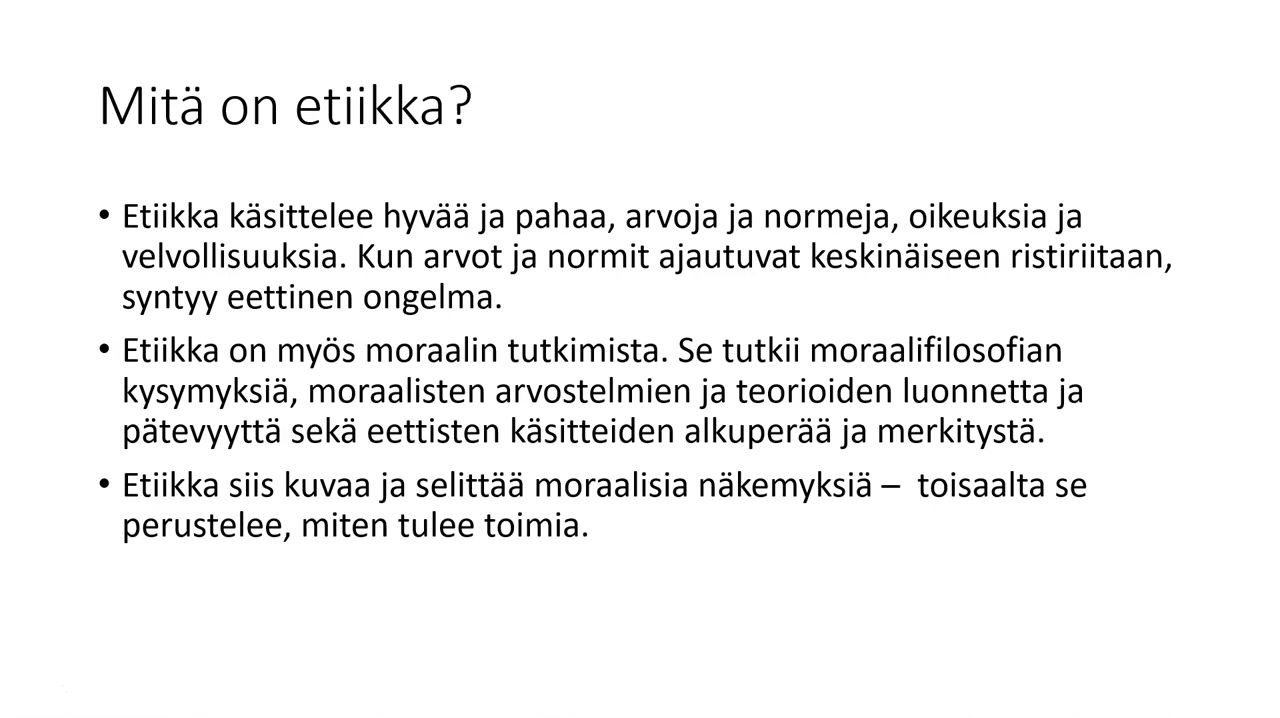 Mitä on etiikka?
• Etiikka käsittelee hyvää ja pahaa, arvoja ja normeja, oikeuksia ja
velvollisuuksia. Kun arvot ja normit ajautuvat keskinäiseen ristiriitaan,
syntyy eettinen ongelma.
• Etiikka on myös moraalin tutkimista. Se tutkii moraalifilosofian
kysymyksiä, moraalisten arvostelmien ja teorioiden luonnetta ja
pätevyyttä sekä eettisten käsitteiden alkuperää ja merkitystä.
• Etiikka siis kuvaa ja selittää moraalisia näkemyksiä –  toisaalta se
perustelee, miten tulee toimia.